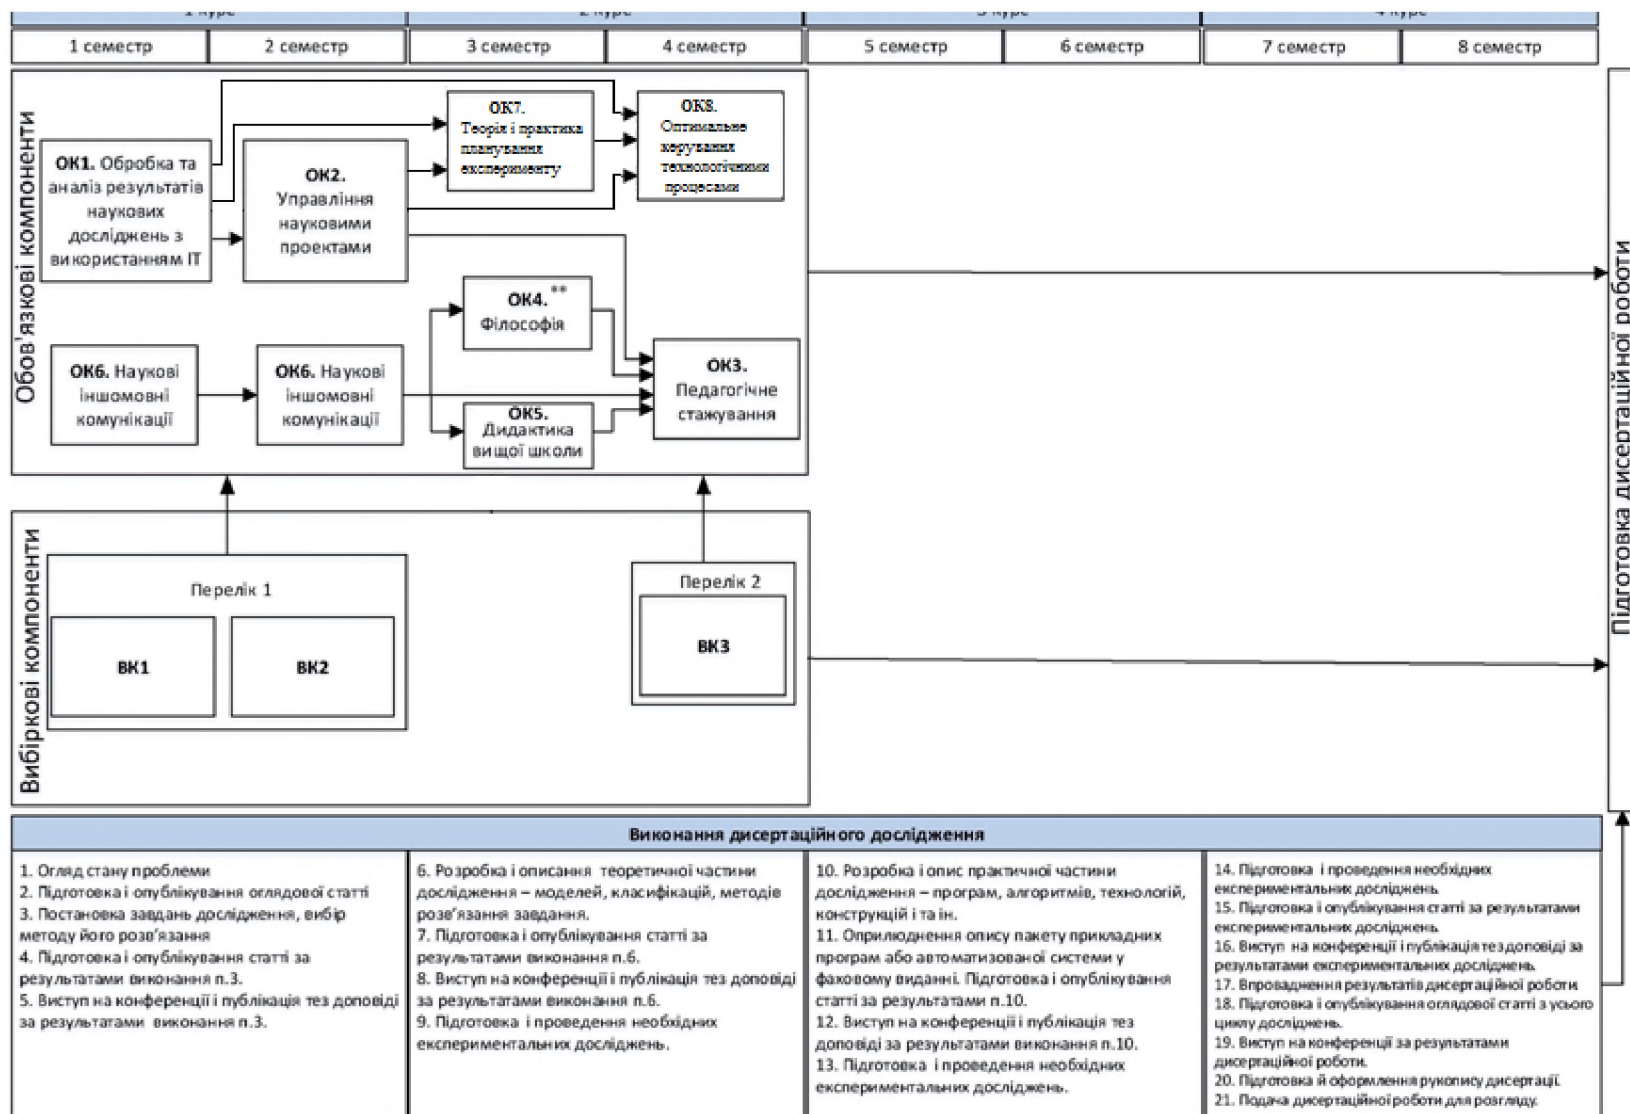 1 курс
2 курс
3 курс
4 курс
1 семестр
2 семестр
3 семестр
4 семестр
5 семестр
6 семестр
7 семестр
8 семестр
Обов'язкові компоненти
ОК1. Обробка та
аналіз результатів
наукових
досліджень з
використанням ІТ
ОК2.
Управління
науковими
проектами
ОК7.
Теорія і практика
планування
експерименту
ОК8.
Оптимальне
керування
технологічними
процесами
ОК4. **
Філософія
ОК6. Наукові
іншомовні
комунікації
ОК6. Наукові
іншомовні
комунікації
ОК5.
Дидактика
вищої школи
ОК3.
Педагогічне
стажування
Вибіркові компоненти
Перелік 1
ВК1
ВК2
Перелік 2
ВК3
Підготовка дисертаційної роботи
Виконання дисертаційного дослідження
1. Огляд стану проблеми
2. Підготовка і опублікування оглядової статті
3. Постановка завдань дослідження, вибір
методу його розв'язання
4. Підготовка і опублікування статті за
результатами виконання п.3.
5. Виступ на конференції і публікація тез доповіді
за результатами виконання п.3.
6. Розробка і описання теоретичної частини
дослідження – моделей, класифікацій, методів
розв'язання завдання.
7. Підготовка і опублікування статті за
результатами виконання п.6.
8. Виступ на конференції і публікація тез доповіді
за результатами виконання п.6.
9. Підготовка і проведення необхідних
експериментальних досліджень.
10. Розробка і опис практичної частини
дослідження – програм, алгоритмів, технологій,
конструкцій і та ін.
11. Оприлюднення опису пакету прикладних
програм або автоматизованої системи у
фаховому виданні. Підготовка і опублікування
статті за результатами п.10.
12. Виступ на конференції і публікація тез
доповіді за результатами виконання п.10.
13. Підготовка і проведення необхідних
експериментальних досліджень.
14. Підготовка і проведення необхідних
експериментальних досліджень.
15. Підготовка і опублікування статті за результатами
експериментальних досліджень.
16. Виступ на конференції і публікація тез доповіді за
результатами експериментальних досліджень.
17. Впровадження результатів дисертаційної роботи.
18. Підготовка і опублікування оглядової статті з усього
циклу досліджень.
19. Виступ на конференції за результатами
дисертаційної роботи.
20. Підготовка й оформлення рукопису дисертації.
21. Подача дисертаційної роботи для розгляду.